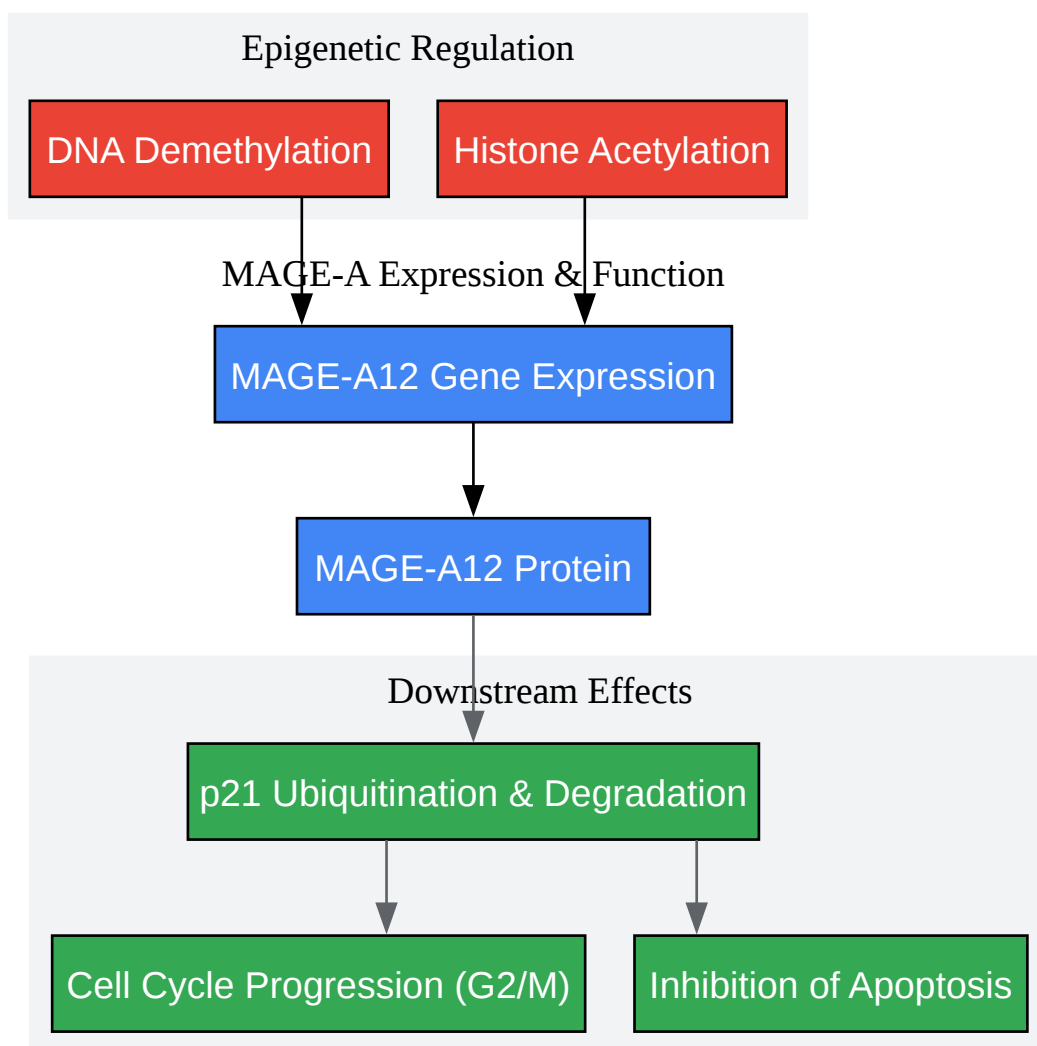 Epigenetic Regulation
DNA Demethylation
Histone Acetylation
MAGE-A Expression & Function
MAGE-A12 Gene Expression
MAGE-A12 Protein
Downstream Effects
p21 Ubiquitination & Degradation
Cell Cycle Progression (G2/M)
Inhibition of Apoptosis